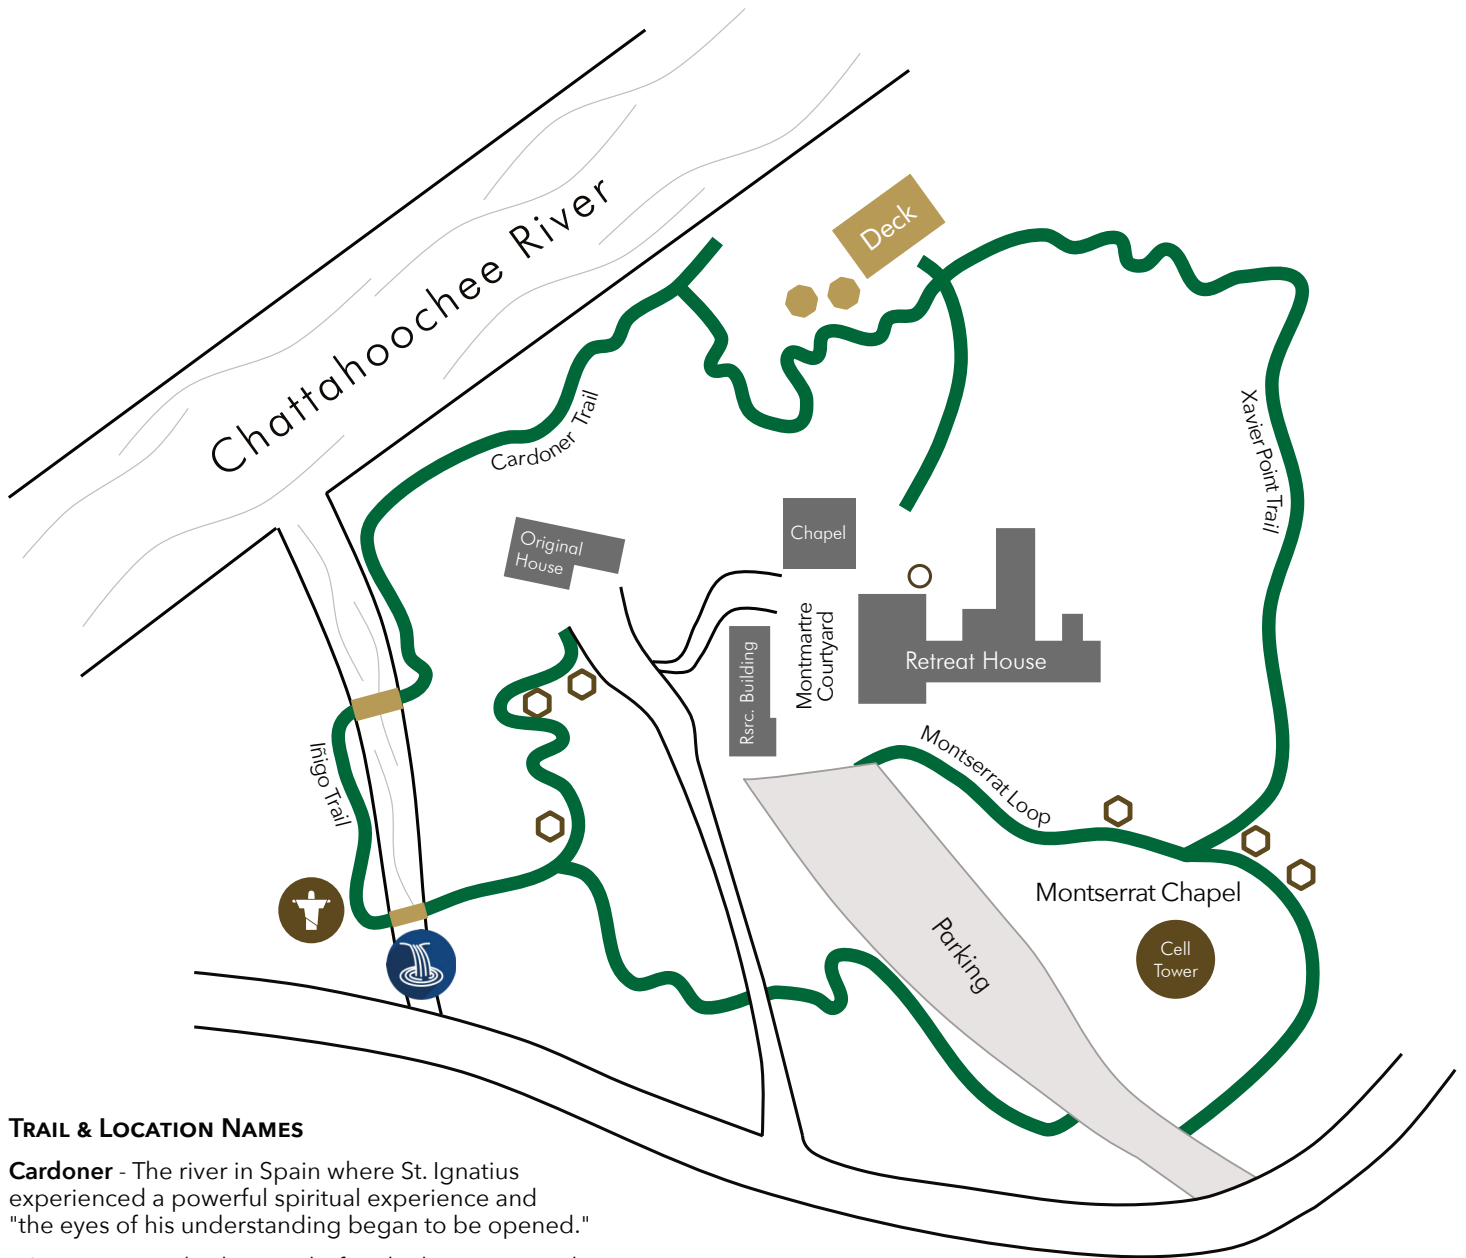 Chattahoochee River
Deck
Cardoner Trail
Xavier Point Trail
Original
House
Chapel
Montmartre
Courtyard
Rsrc. Building
Retreat House
Iñigo Trail
Montserrat Loop
Montserrat Chapel
Parking
Cell
Tower
TRAIL & LOCATION NAMES
Cardoner - The river in Spain where St. Ignatius
experienced a powerful spiritual experience and
"the eyes of his understanding began to be opened."